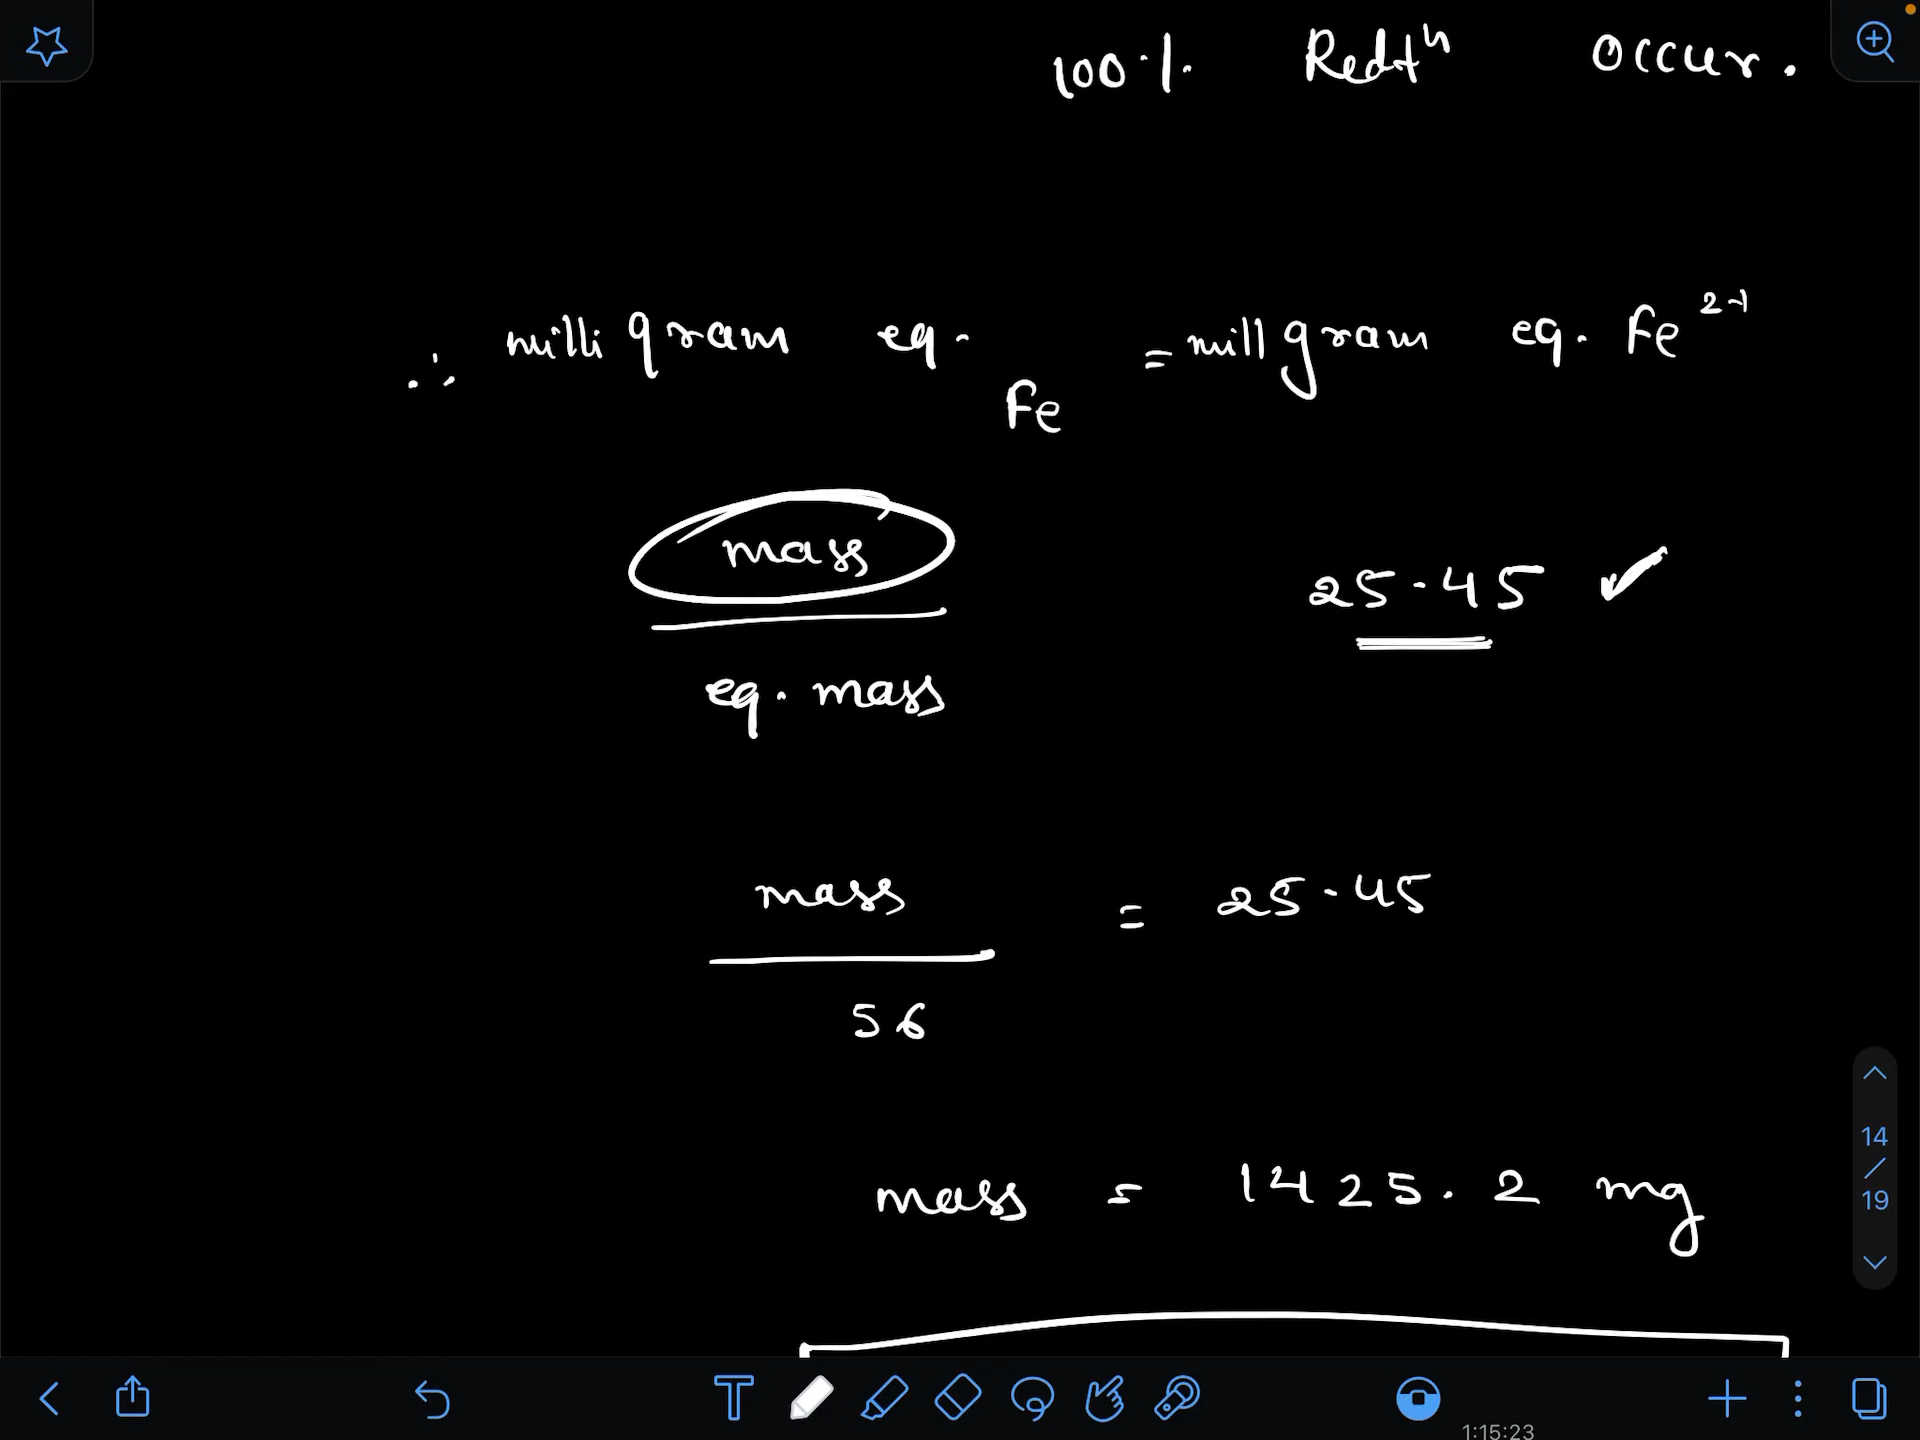 100 %. Redtⁿ Occur.
∴ milli gram eq. Fe = mill gram eq. Fe²⁺
mass 25.45 ✓
eq. mass
mass = 25.45
56
14
/
19
mass = 1425.2 mg
T
1:15:23